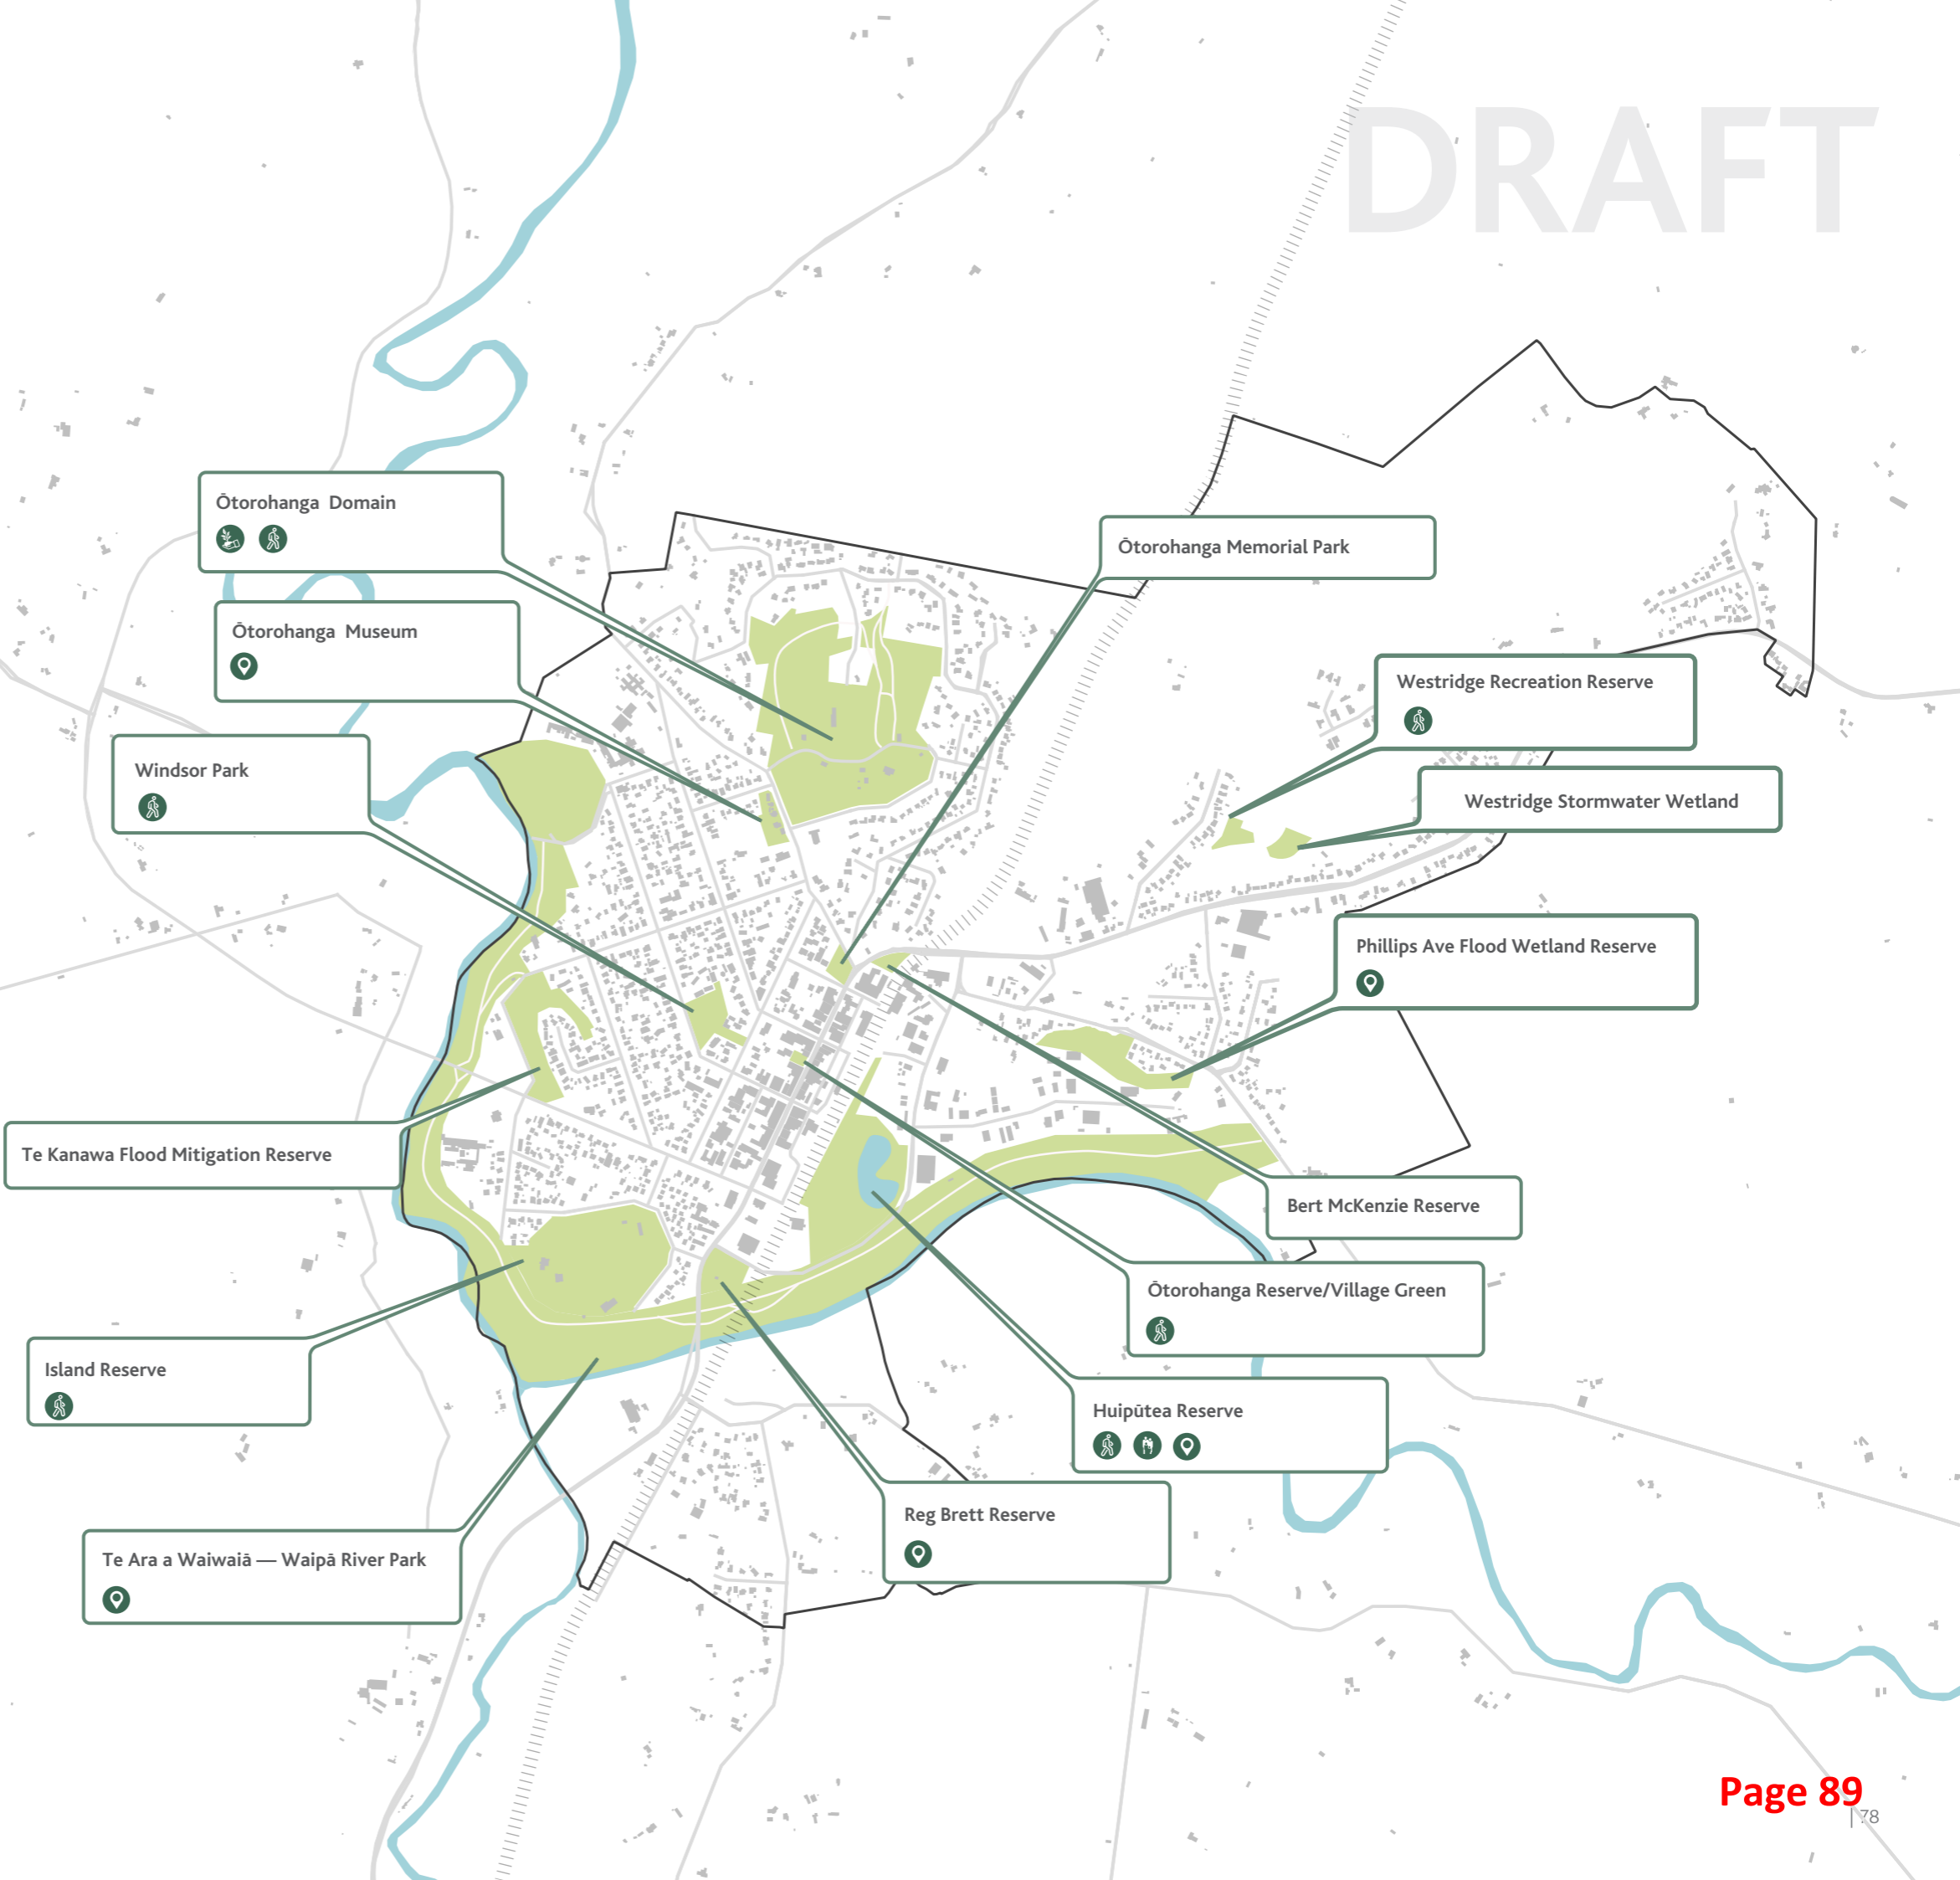 DRAFT
Ōtorohanga Domain
Ōtorohanga Memorial Park
Ōtorohanga Museum
Westridge Recreation Reserve
Windsor Park
Westridge Stormwater Wetland
Phillips Ave Flood Wetland Reserve
Te Kanawa Flood Mitigation Reserve
Bert McKenzie Reserve
Ōtorohanga Reserve/Village Green
Island Reserve
Huipūtea Reserve
Reg Brett Reserve
Te Ara a Waiwaiā — Waipā River Park
Page 89
| 78